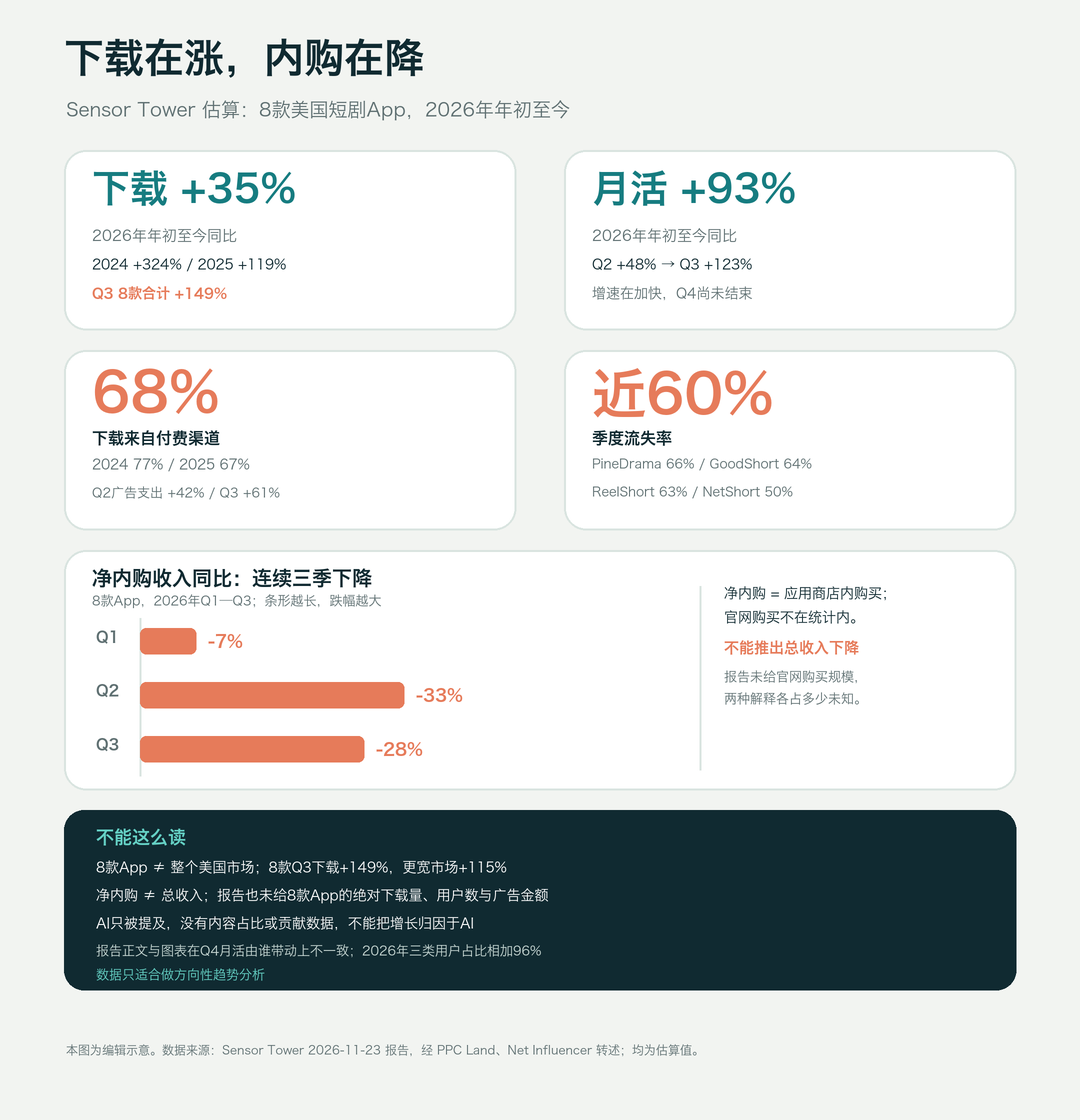 下载在涨，内购在降
Sensor Tower 估算：8款美国短剧App，2026年年初至今
下载 +35%
2026年年初至今同比
2024 +324% / 2025 +119%
Q3 8款合计 +149%
月活 +93%
2026年年初至今同比
Q2 +48% → Q3 +123%
增速在加快，Q4尚未结束
68%
下载来自付费渠道
2024 77% / 2025 67%
Q2广告支出 +42% / Q3 +61%
近60%
季度流失率
PineDrama 66% / GoodShort 64%
ReelShort 63% / NetShort 50%
净内购收入同比：连续三季下降
8款App，2026年Q1—Q3；条形越长，跌幅越大
Q1 -7%
Q2 -33%
Q3 -28%
净内购 = 应用商店内购买；
官网购买不在统计内。
不能推出总收入下降
报告未给官网购买规模，
两种解释各占多少未知。
不能这么读
8款App ≠ 整个美国市场；8款Q3下载+149%，更宽市场+115%
净内购 ≠ 总收入；报告也未给8款App的绝对下载量、用户数与广告金额
AI只被提及，没有内容占比或贡献数据，不能把增长归因于AI
报告正文与图表在Q4月活由谁带动上不一致；2026年三类用户占比相加96%
数据只适合做方向性趋势分析
本图为编辑示意。数据来源：Sensor Tower 2026-11-23 报告，经 PPC Land、Net Influencer 转述；均为估算值。